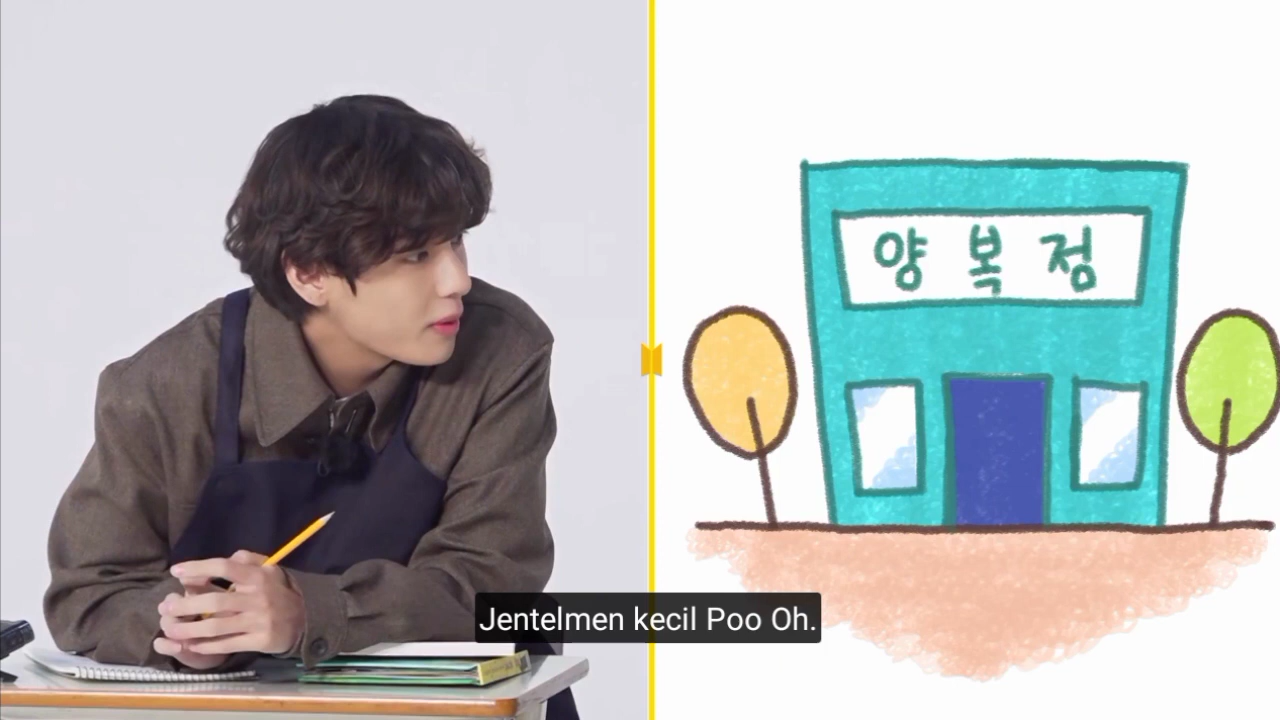 양복점
Jentelmen kecil Poo Oh.